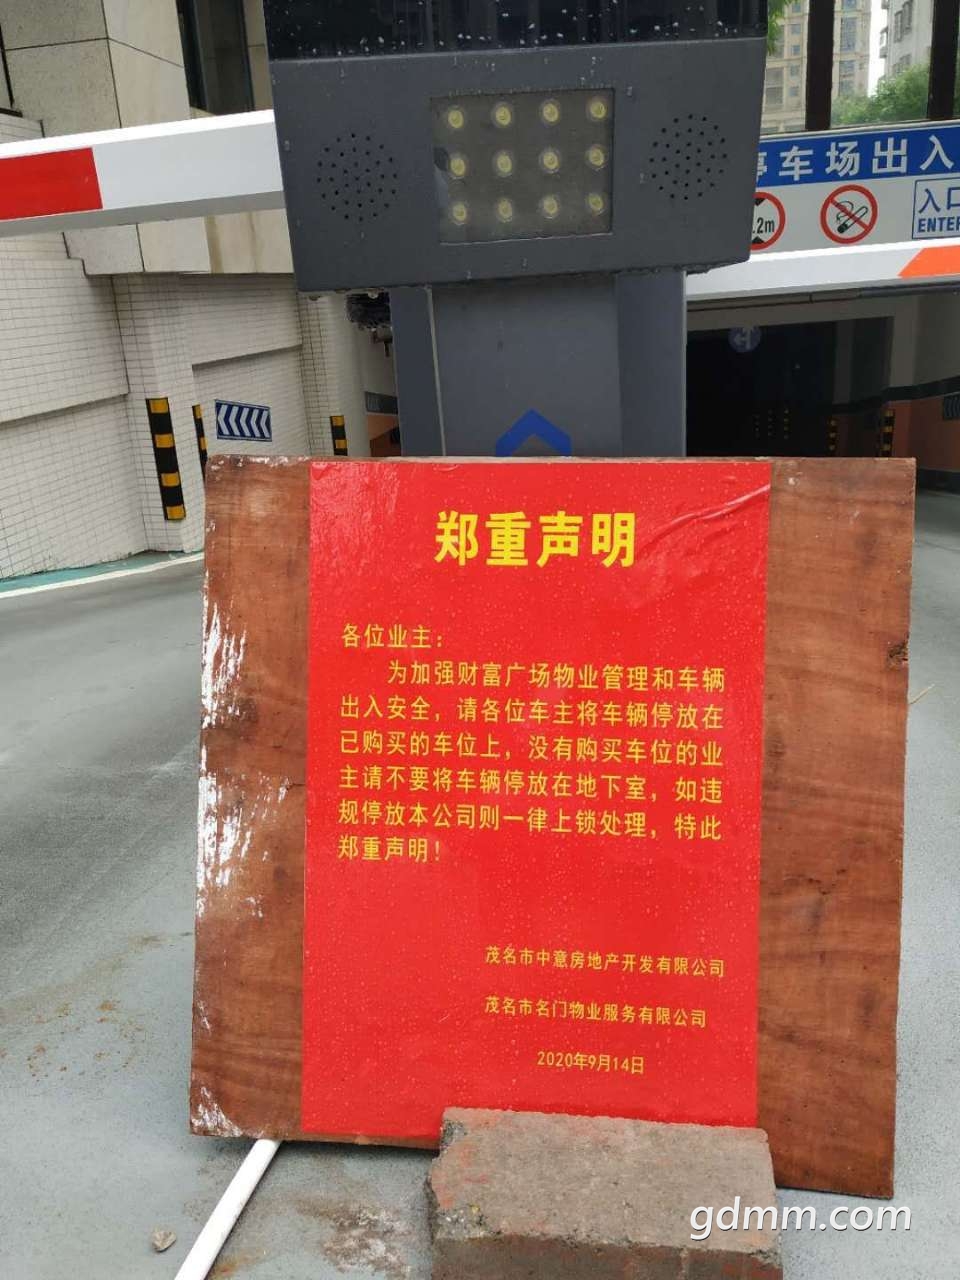 停车场出入
.2m
入口
ENTER
郑重声明
各位业主：
为加强财富广场物业管理和车辆
出入安全，请各位车主将车辆停放在
已购买的车位上，没有购买车位的业
主请不要将车辆停放在地下室，如违
规停放本公司则一律上锁处理，特此
郑重声明！
茂名市中意房地产开发有限公司
茂名市名门物业服务有限公司
2020年9月14日
gdmm.com